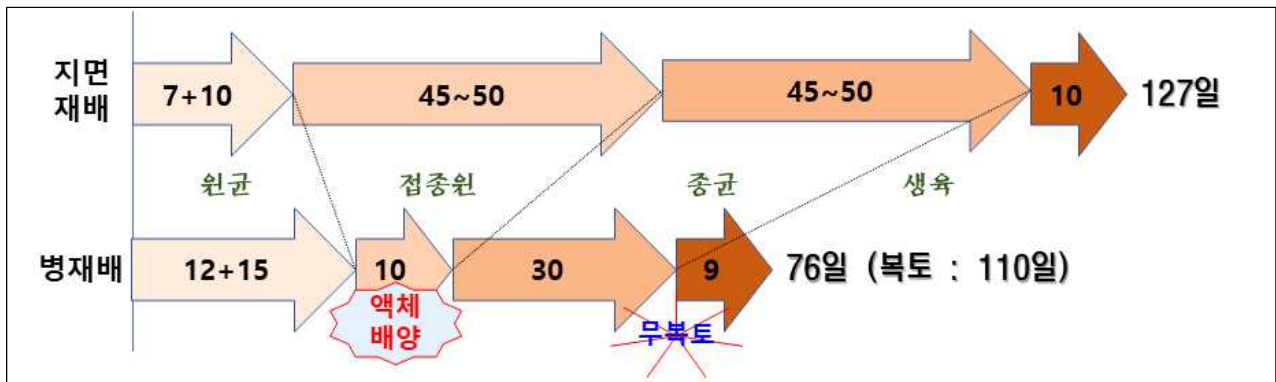 지면
재배
7+10
45~50
45~50
10
127일
원균
접종원
종균
생육
병재배
12+15
10
30
9
76일 (복토 : 110일)
액체
배양
무복토